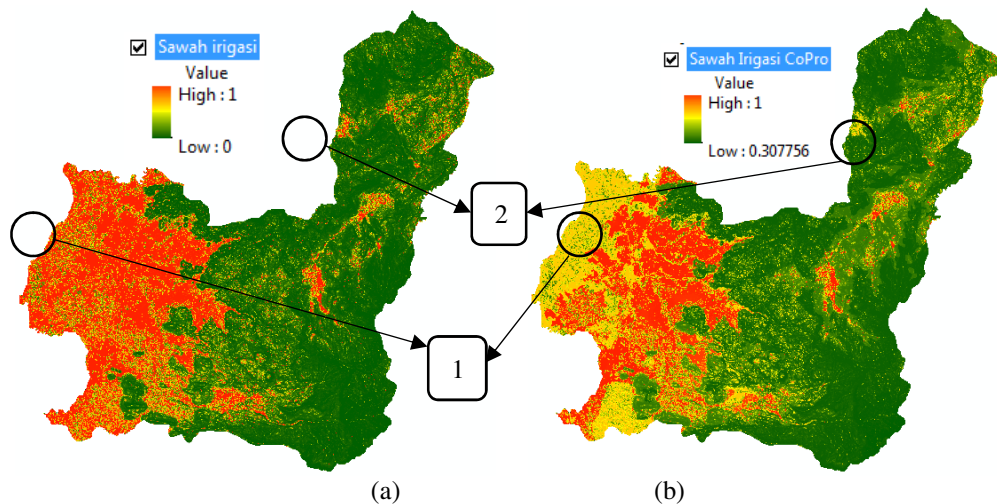 Sawah irigasi
Value
High : 1
Low : 0
Sawah Irigasi CoPro
Value
High : 1
Low : 0.307756
2
1
(a)
(b)